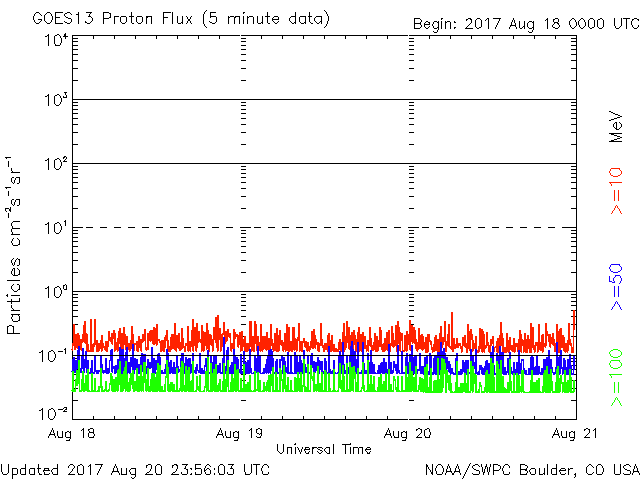 GOES13 Proton Flux (5 minute data)
Begin: 2017 Aug 18 0000 UTC
10⁴
10³
10²
10¹
10⁰
10⁻¹
10⁻²
Particles cm⁻²s⁻¹sr⁻¹
MeV
>=10
>=50
>=100
Aug 18
Aug 19
Aug 20
Aug 21
Universal Time
Updated 2017 Aug 20 23:56:03 UTC
NOAA/SWPC Boulder, CO USA